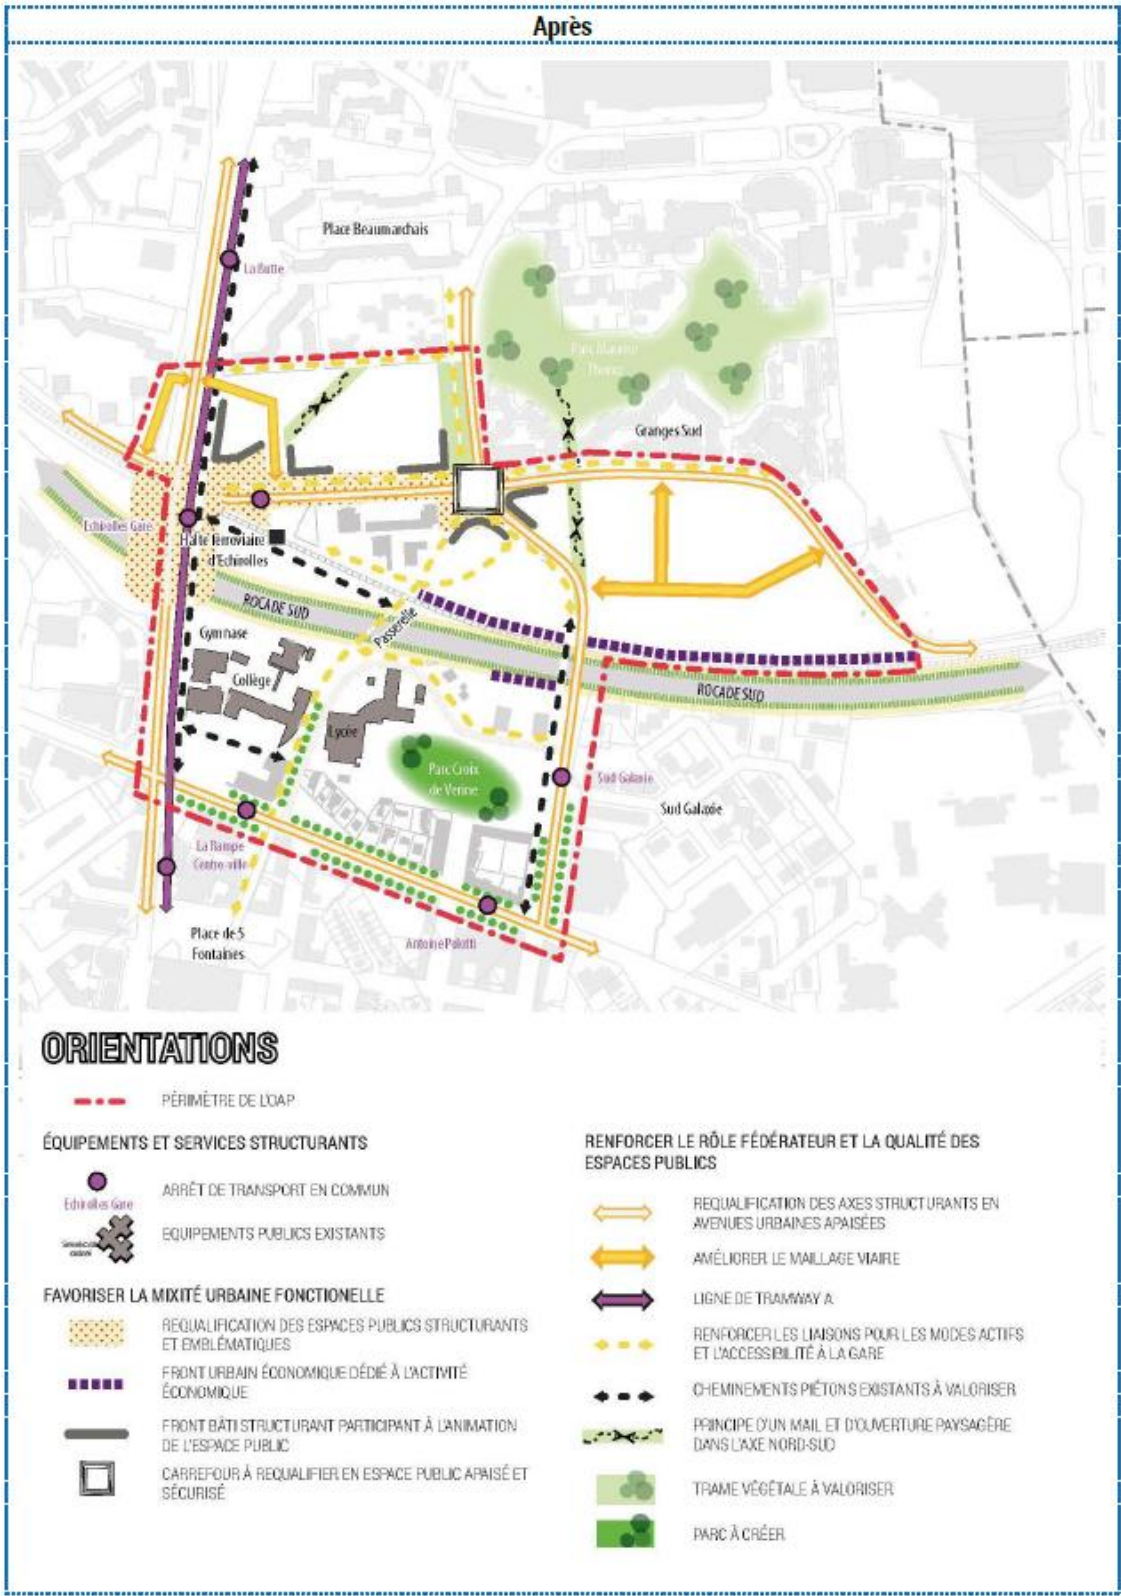 Après
Place Beaumarchais
La Butte
Parc Maurice
Thorez
Granges Sud
Echirolles Gare
Halte ferroviaire
d'Echirolles
ROCADE SUD
Passerelle
Gymnase
Collège
ROCADE SUD
Lycée
Parc Croix
de Verine
Sud Galaxie
Sud Galaxie
La Rampe
Centre-ville
Place de 5
Fontaines
Antoine Polotti
ORIENTATIONS
PÉRIMÈTRE DE L'OAP
ÉQUIPEMENTS ET SERVICES STRUCTURANTS
Echirolles Gare
ARRÊT DE TRANSPORT EN COMMUN
EQUIPEMENTS PUBLICS EXISTANTS
FAVORISER LA MIXITÉ URBAINE FONCTIONELLE
REQUALIFICATION DES ESPACES PUBLICS STRUCTURANTS
ET EMBLÉMATIQUES
FRONT URBAIN ÉCONOMIQUE DÉDIÉ À L'ACTIVITÉ
ÉCONOMIQUE
FRONT BÂTI STRUCTURANT PARTICIPANT À L'ANIMATION
DE L'ESPACE PUBLIC
CARREFOUR À REQUALIFIER EN ESPACE PUBLIC APAISÉ ET
SÉCURISÉ
RENFORCER LE RÔLE FÉDÉRATEUR ET LA QUALITÉ DES
ESPACES PUBLICS
REQUALIFICATION DES AXES STRUCTURANTS EN
AVENUES URBAINES APAISÉES
AMÉLIORER LE MAILLAGE VIAIRE
LIGNE DE TRAMWAY A
RENFORCER LES LIAISONS POUR LES MODES ACTIFS
ET L'ACCESSIBILITÉ À LA GARE
CHEMINEMENTS PIÉTONS EXISTANTS À VALORISER
PRINCIPE D'UN MAIL ET D'OUVERTURE PAYSAGÈRE
DANS L'AXE NORD-SUD
TRAME VÉGÉTALE À VALORISER
PARC À CRÉER